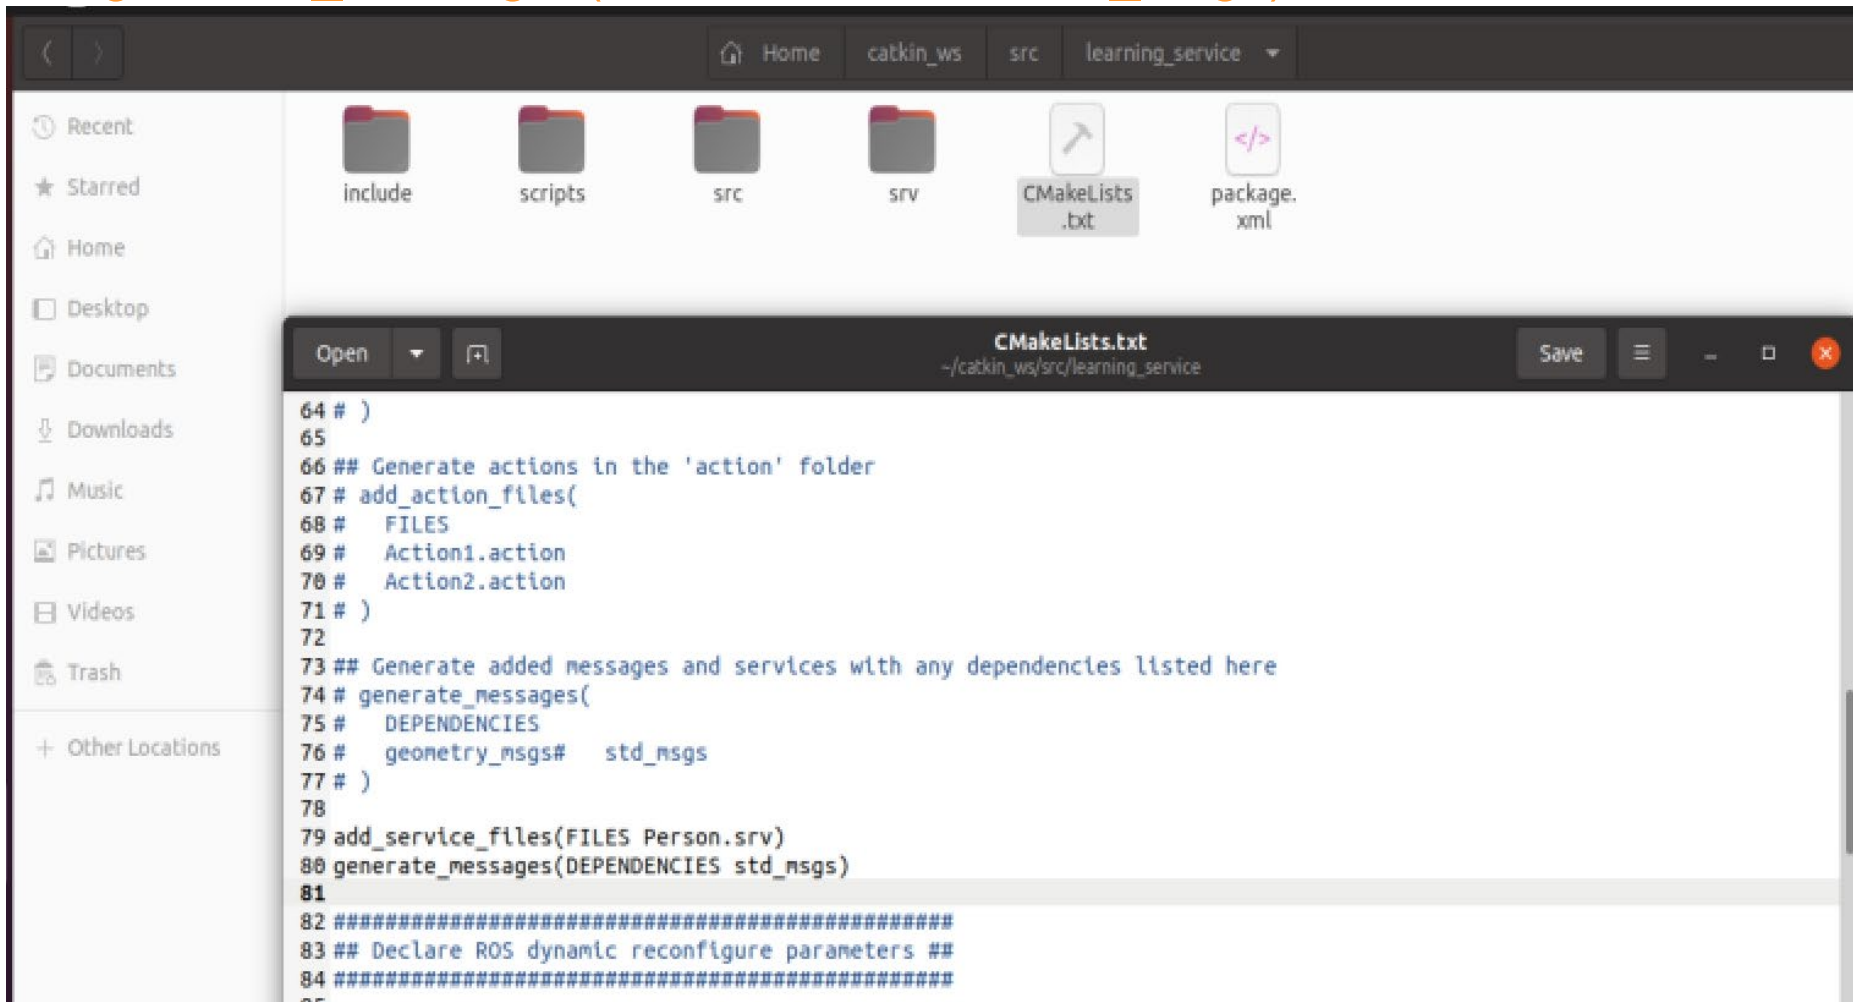 Home catkin_ws src learning_service
Recent
Starred
Home
Desktop
Documents
Downloads
Music
Pictures
Videos
Trash
+ Other Locations
include scripts src srv CMakeLists package.
.txt xml
Open CMakeLists.txt Save
~/catkin_ws/src/learning_service
64 # )
65
66 ## Generate actions in the 'action' folder
67 # add_action_files(
68 #   FILES
69 #   Action1.action
70 #   Action2.action
71 # )
72
73 ## Generate added messages and services with any dependencies listed here
74 # generate_messages(
75 #   DEPENDENCIES
76 #   geometry_msgs#   std_msgs
77 # )
78
79 add_service_files(FILES Person.srv)
80 generate_messages(DEPENDENCIES std_msgs)
81
82 ################################################
83 ## Declare ROS dynamic reconfigure parameters ##
84 ################################################